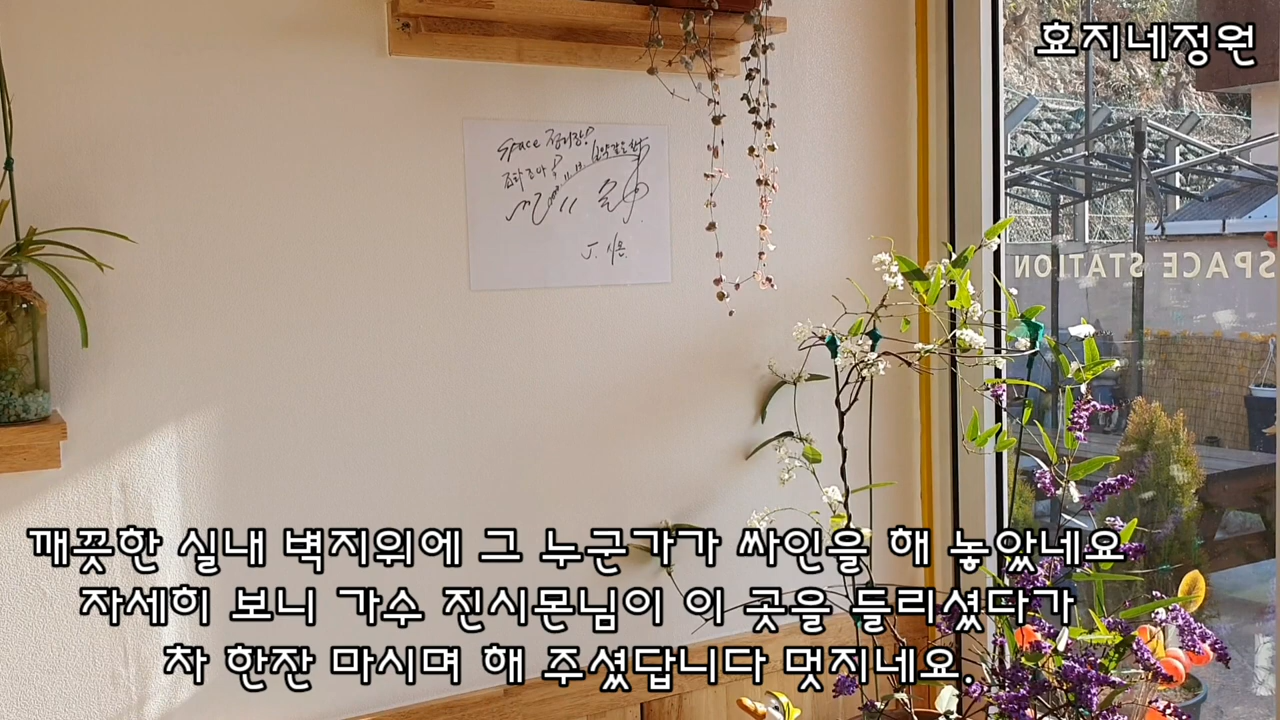 효지네정원
Space 정거장!
J. 시몬
SPACE STATION
깨끗한 실내 벽지위에 그 누군가가 싸인을 해 놓았네요
자세히 보니 가수 진시몬님이 이 곳을 들리셨다가
차 한잔 마시며 해 주셨답니다 멋지네요.